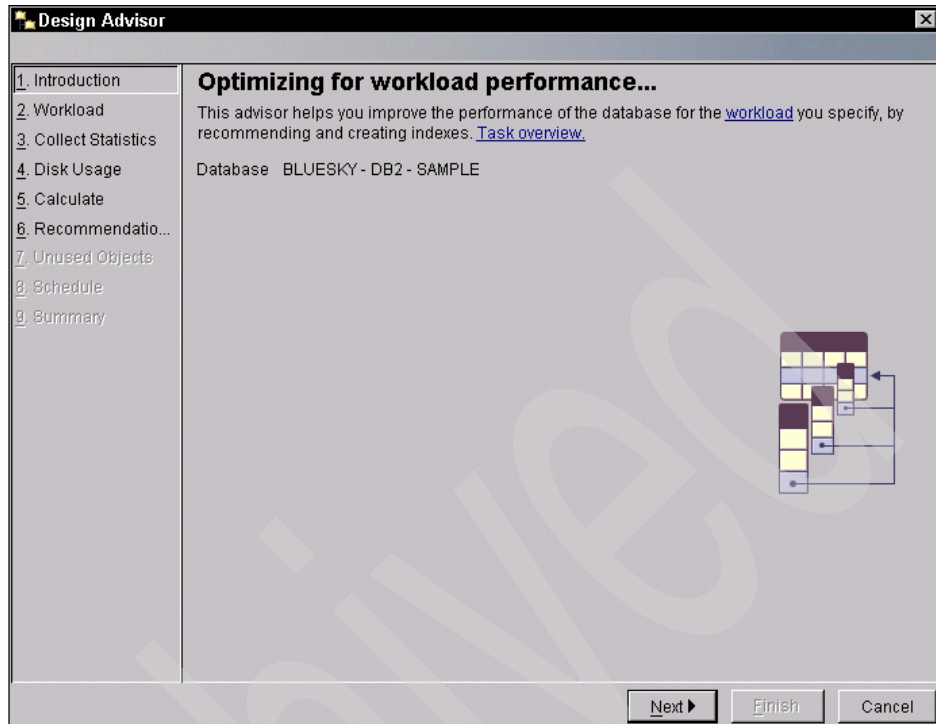 Design Advisor
1. Introduction
2. Workload
3. Collect Statistics
4. Disk Usage
5. Calculate
6. Recommendatio...
7. Unused Objects
8. Schedule
9. Summary
Optimizing for workload performance...
This advisor helps you improve the performance of the database for the workload you specify, by
recommending and creating indexes. Task overview.
Database BLUESKY - DB2 - SAMPLE
hived
Next
Finish
Cancel